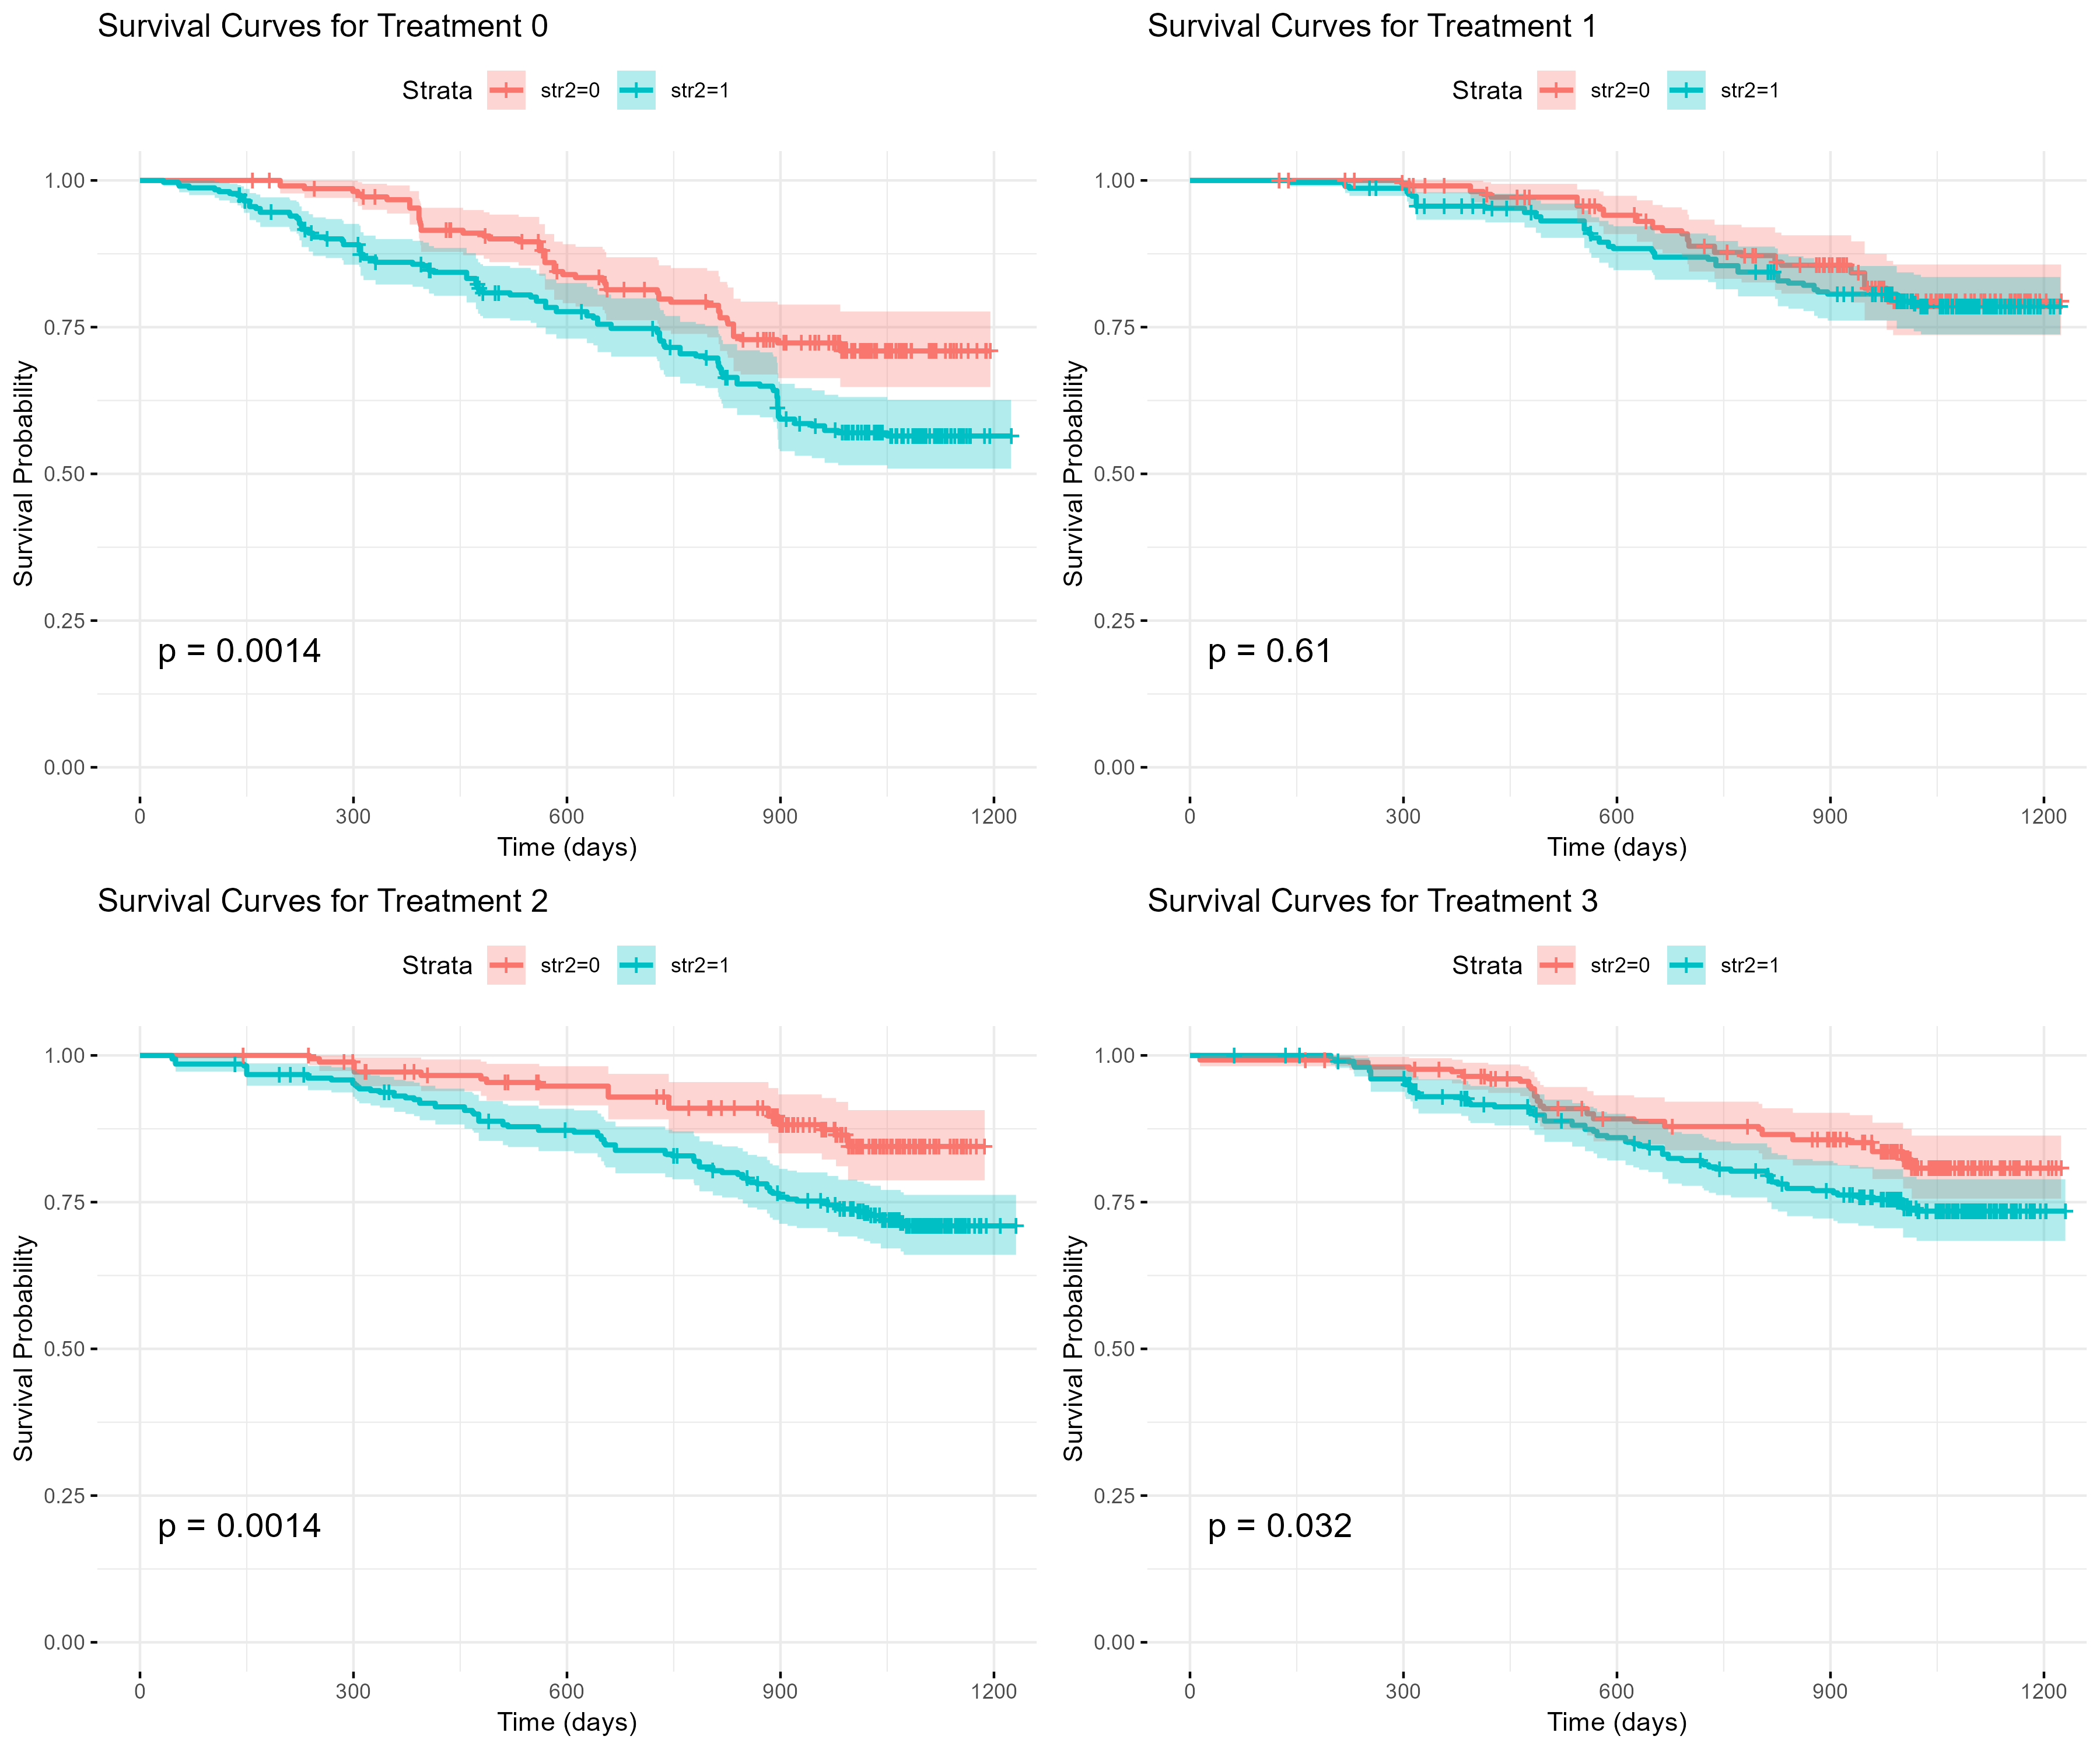 Survival Curves for Treatment 0
Strata str2=0 str2=1
Survival Probability
1.00
0.75
0.50
0.25
0.00
p = 0.0014
0 300 600 900 1200
Time (days)
Survival Curves for Treatment 1
Strata str2=0 str2=1
Survival Probability
1.00
0.75
0.50
0.25
0.00
p = 0.61
0 300 600 900 1200
Time (days)
Survival Curves for Treatment 2
Strata str2=0 str2=1
Survival Probability
1.00
0.75
0.50
0.25
0.00
p = 0.0014
0 300 600 900 1200
Time (days)
Survival Curves for Treatment 3
Strata str2=0 str2=1
Survival Probability
1.00
0.75
0.50
0.25
0.00
p = 0.032
0 300 600 900 1200
Time (days)